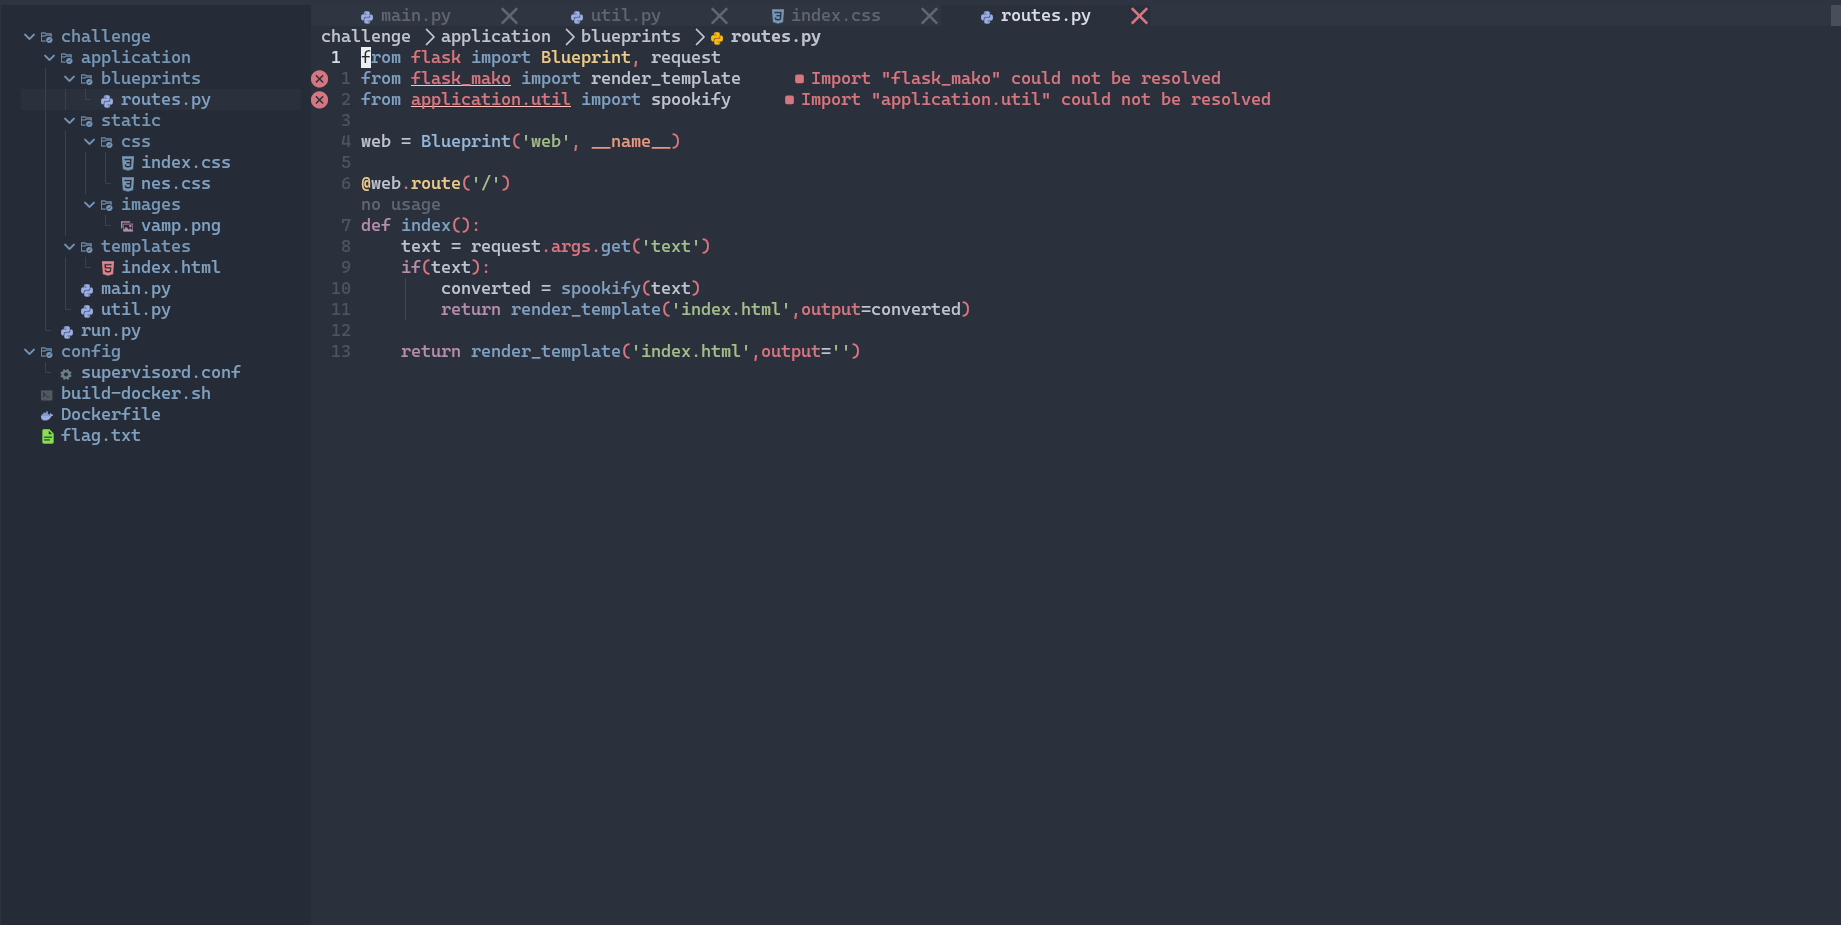 main.py
util.py
index.css
routes.py
challenge
application
blueprints
routes.py
static
css
index.css
nes.css
images
vamp.png
templates
index.html
main.py
util.py
run.py
config
supervisord.conf
build-docker.sh
Dockerfile
flag.txt
challenge > application > blueprints > routes.py
1 from flask import Blueprint, request
1 from flask_mako import render_template ■ Import "flask_mako" could not be resolved
2 from application.util import spookify ■ Import "application.util" could not be resolved
3
4 web = Blueprint('web', __name__)
5
6 @web.route('/')
no usage
7 def index():
8 text = request.args.get('text')
9 if(text):
10 converted = spookify(text)
11 return render_template('index.html',output=converted)
12
13 return render_template('index.html',output='')